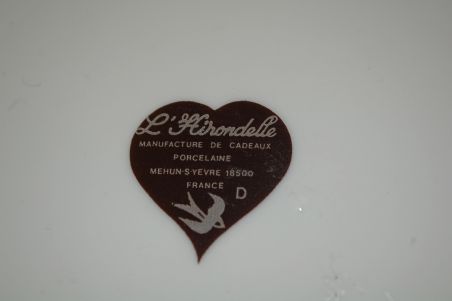 L'Hirondelle
MANUFACTURE DE CADEAUX
PORCELAINE
MEHUN-S-YEVRE 18500
FRANCE
D